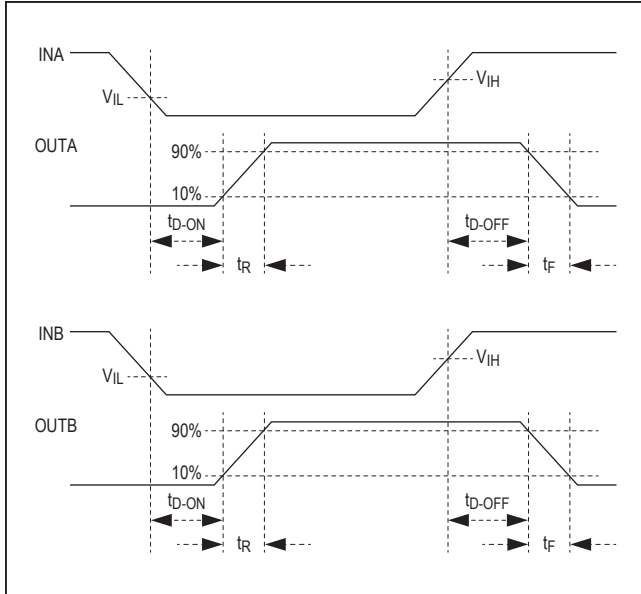 INA
VIL
VIH
OUTA
90%
10%
tD-ON
tD-OFF
tR
tF
INB
VIL
VIH
OUTB
90%
10%
tD-ON
tD-OFF
tR
tF